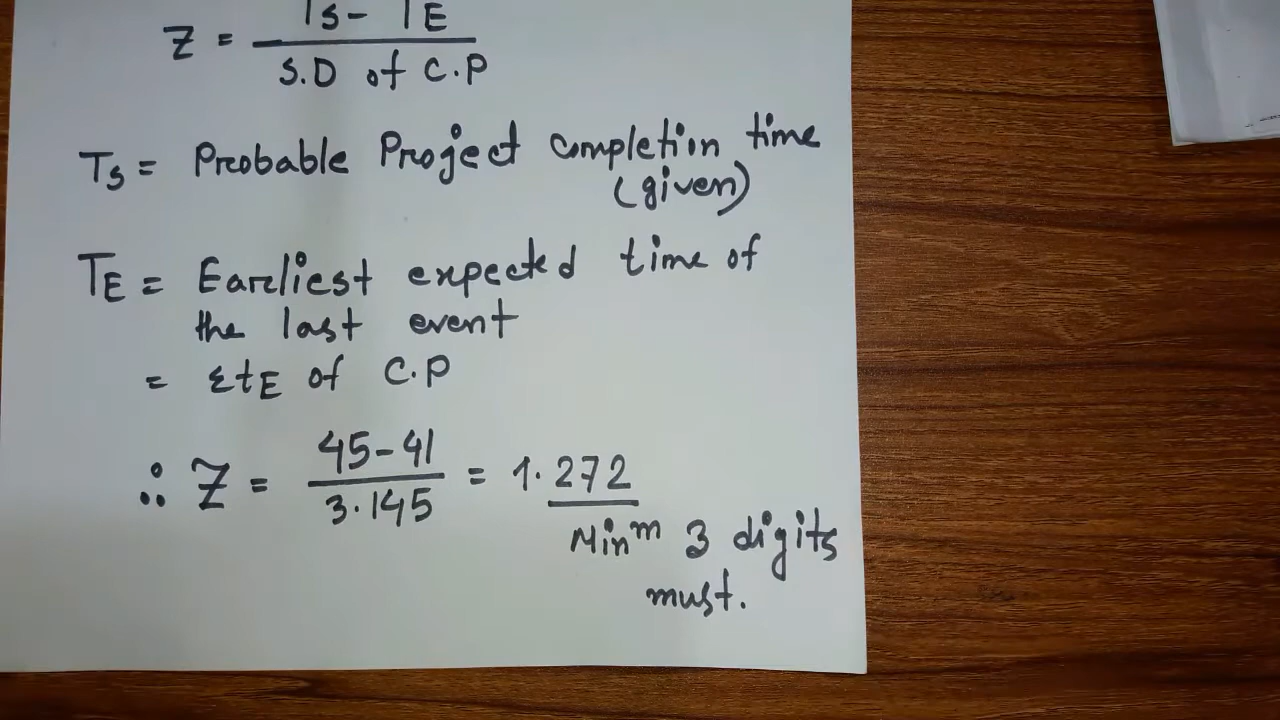 Z = TS - TE
S.D of C.P
TS = Probable Project completion time
(given)
TE = Earliest expected time of
the last event
= ΣtE of C.P
∴ Z = 45-41 / 3.145 = 1.272
Minm 3 digits
must.